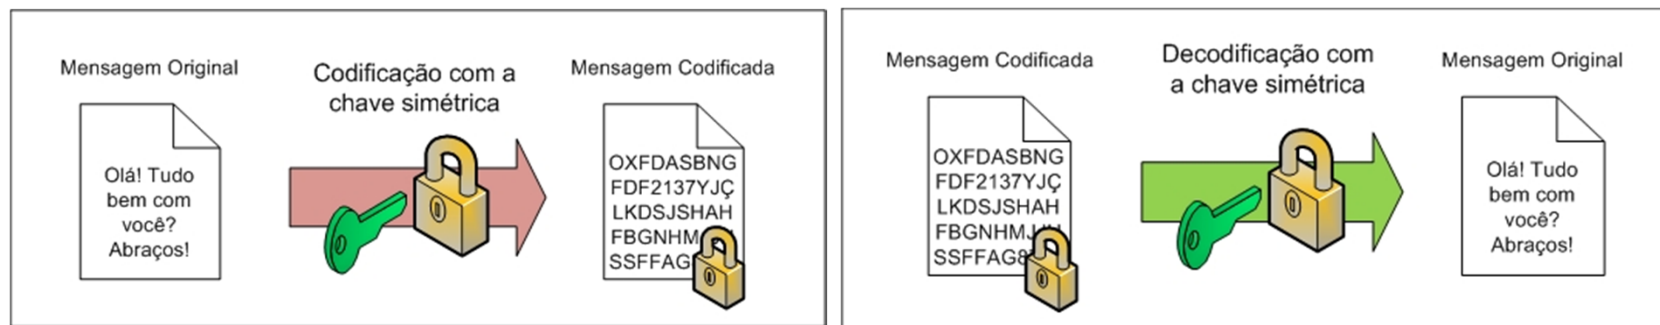 Mensagem Original
Codificação com a
chave simétrica
Mensagem Codificada
Olá! Tudo
bem com
você?
Abraços!
OXFDASBNG
FDF2137YJÇ
LKDSJSHAH
FBGNHM
SSFFAG
Mensagem Codificada
Decodificação com
a chave simétrica
Mensagem Original
OXFDASBNG
FDF2137YJÇ
LKDSJSHAH
FBGNHMJ
SSFFAG
Olá! Tudo
bem com
você?
Abraços!